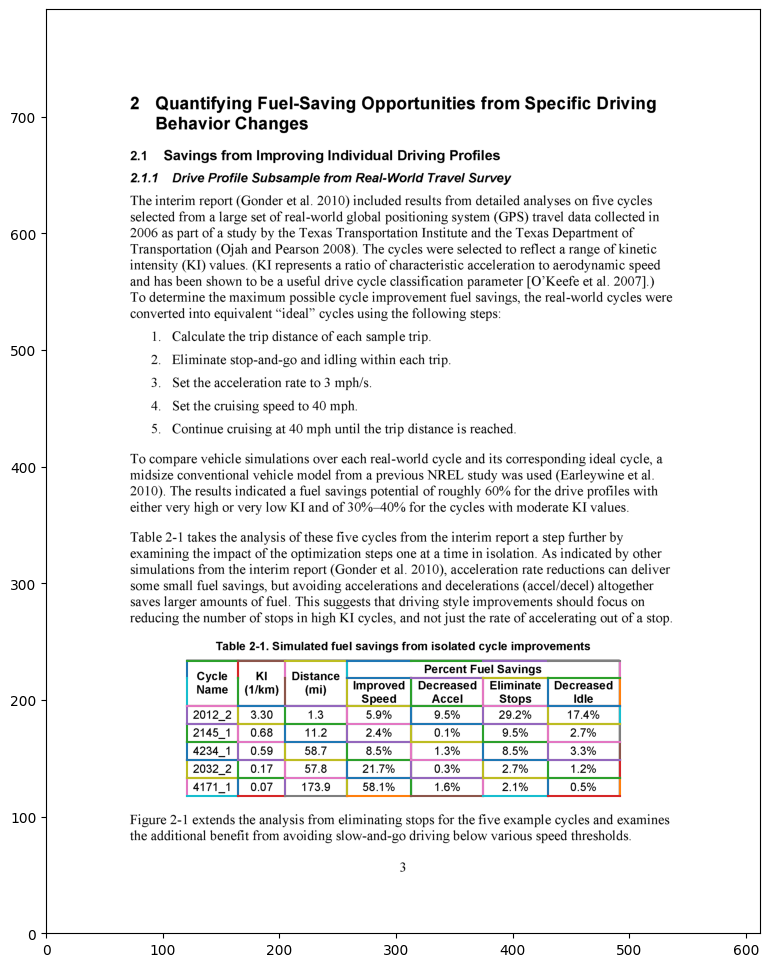 700
600
500
400
300
200
100
0
0
100
200
300
400
500
600
2 Quantifying Fuel-Saving Opportunities from Specific Driving
Behavior Changes
2.1 Savings from Improving Individual Driving Profiles
2.1.1 Drive Profile Subsample from Real-World Travel Survey
The interim report (Gonder et al. 2010) included results from detailed analyses on five cycles
selected from a large set of real-world global positioning system (GPS) travel data collected in
2006 as part of a study by the Texas Transportation Institute and the Texas Department of
Transportation (Ojah and Pearson 2008). The cycles were selected to reflect a range of kinetic
intensity (KI) values. (KI represents a ratio of characteristic acceleration to aerodynamic speed
and has been shown to be a useful drive cycle classification parameter [O’Keefe et al. 2007].)
To determine the maximum possible cycle improvement fuel savings, the real-world cycles were
converted into equivalent “ideal” cycles using the following steps:
1. Calculate the trip distance of each sample trip.
2. Eliminate stop-and-go and idling within each trip.
3. Set the acceleration rate to 3 mph/s.
4. Set the cruising speed to 40 mph.
5. Continue cruising at 40 mph until the trip distance is reached.
To compare vehicle simulations over each real-world cycle and its corresponding ideal cycle, a
midsize conventional vehicle model from a previous NREL study was used (Earleywine et al.
2010). The results indicated a fuel savings potential of roughly 60% for the drive profiles with
either very high or very low KI and of 30%–40% for the cycles with moderate KI values.
Table 2-1 takes the analysis of these five cycles from the interim report a step further by
examining the impact of the optimization steps one at a time in isolation. As indicated by other
simulations from the interim report (Gonder et al. 2010), acceleration rate reductions can deliver
some small fuel savings, but avoiding accelerations and decelerations (accel/decel) altogether
saves larger amounts of fuel. This suggests that driving style improvements should focus on
reducing the number of stops in high KI cycles, and not just the rate of accelerating out of a stop.
Table 2-1. Simulated fuel savings from isolated cycle improvements
Cycle Name KI (1/km) Distance (mi) Percent Fuel Savings
Improved Speed Decreased Accel Eliminate Stops Decreased Idle
2012_2 3.30 1.3 5.9% 9.5% 29.2% 17.4%
2145_1 0.68 11.2 2.4% 0.1% 9.5% 2.7%
4234_1 0.59 58.7 8.5% 1.3% 8.5% 3.3%
2032_2 0.17 57.8 21.7% 0.3% 2.7% 1.2%
4171_1 0.07 173.9 58.1% 1.6% 2.1% 0.5%
Figure 2-1 extends the analysis from eliminating stops for the five example cycles and examines
the additional benefit from avoiding slow-and-go driving below various speed thresholds.
3